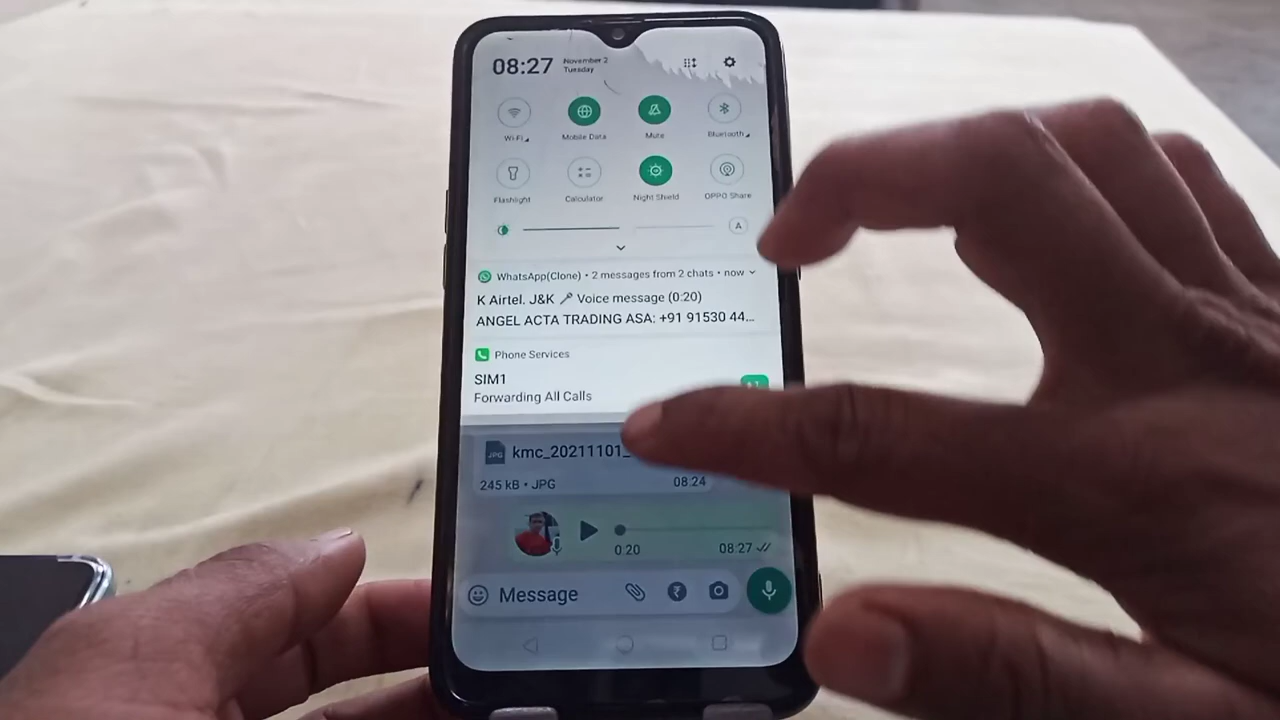 08:27
November 2
Tuesday
Wi-Fi
Mobile Data
Mute
Bluetooth
Flashlight
Calculator
Night Shield
OPPO Share
A
WhatsApp(Clone) • 2 messages from 2 chats • now
K Airtel. J&K 🎤 Voice message (0:20)
ANGEL ACTA TRADING ASA: +91 91530 44...
Phone Services
SIM1
Forwarding All Calls
JPG
kmc_20211101_
245 kB • JPG
08:24
0:20
08:27
Message